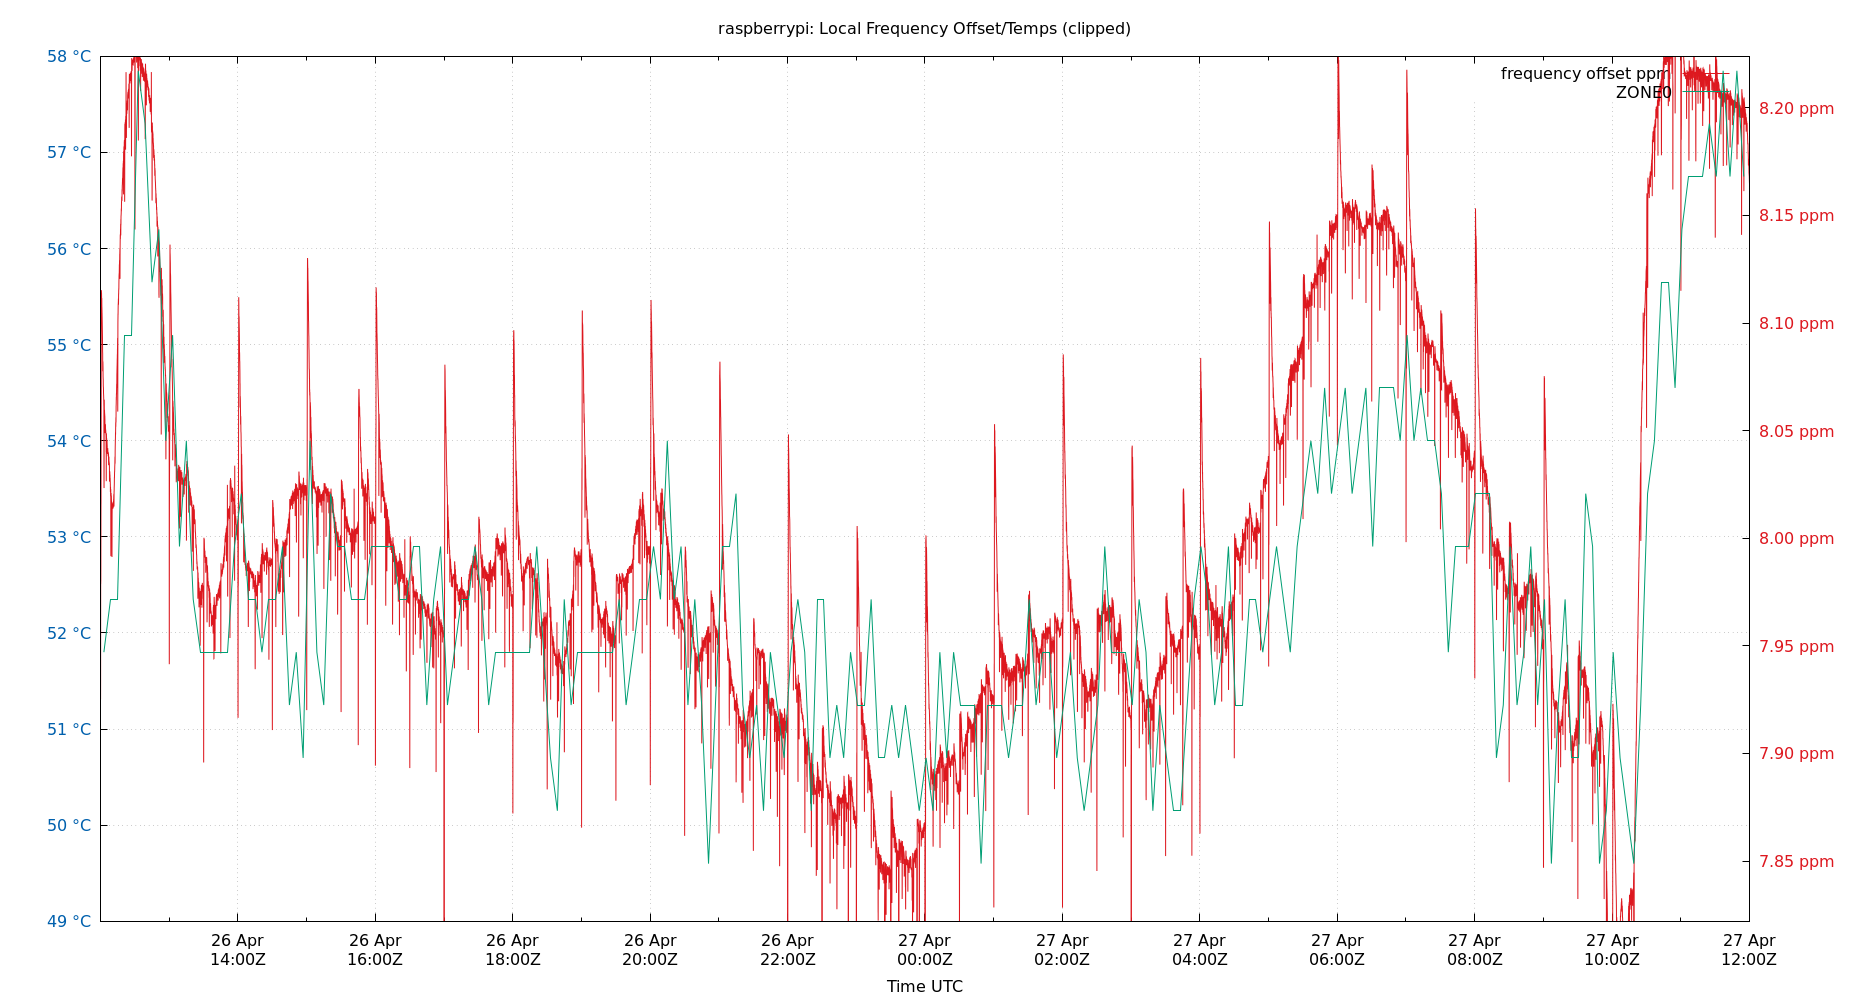 raspberrypi: Local Frequency Offset/Temps (clipped)
58 °C
57 °C
56 °C
55 °C
54 °C
53 °C
52 °C
51 °C
50 °C
49 °C
frequency offset ppm
ZONE0
8.20 ppm
8.15 ppm
8.10 ppm
8.05 ppm
8.00 ppm
7.95 ppm
7.90 ppm
7.85 ppm
26 Apr
14:00Z
26 Apr
16:00Z
26 Apr
18:00Z
26 Apr
20:00Z
26 Apr
22:00Z
27 Apr
00:00Z
27 Apr
02:00Z
27 Apr
04:00Z
27 Apr
06:00Z
27 Apr
08:00Z
27 Apr
10:00Z
27 Apr
12:00Z
Time UTC